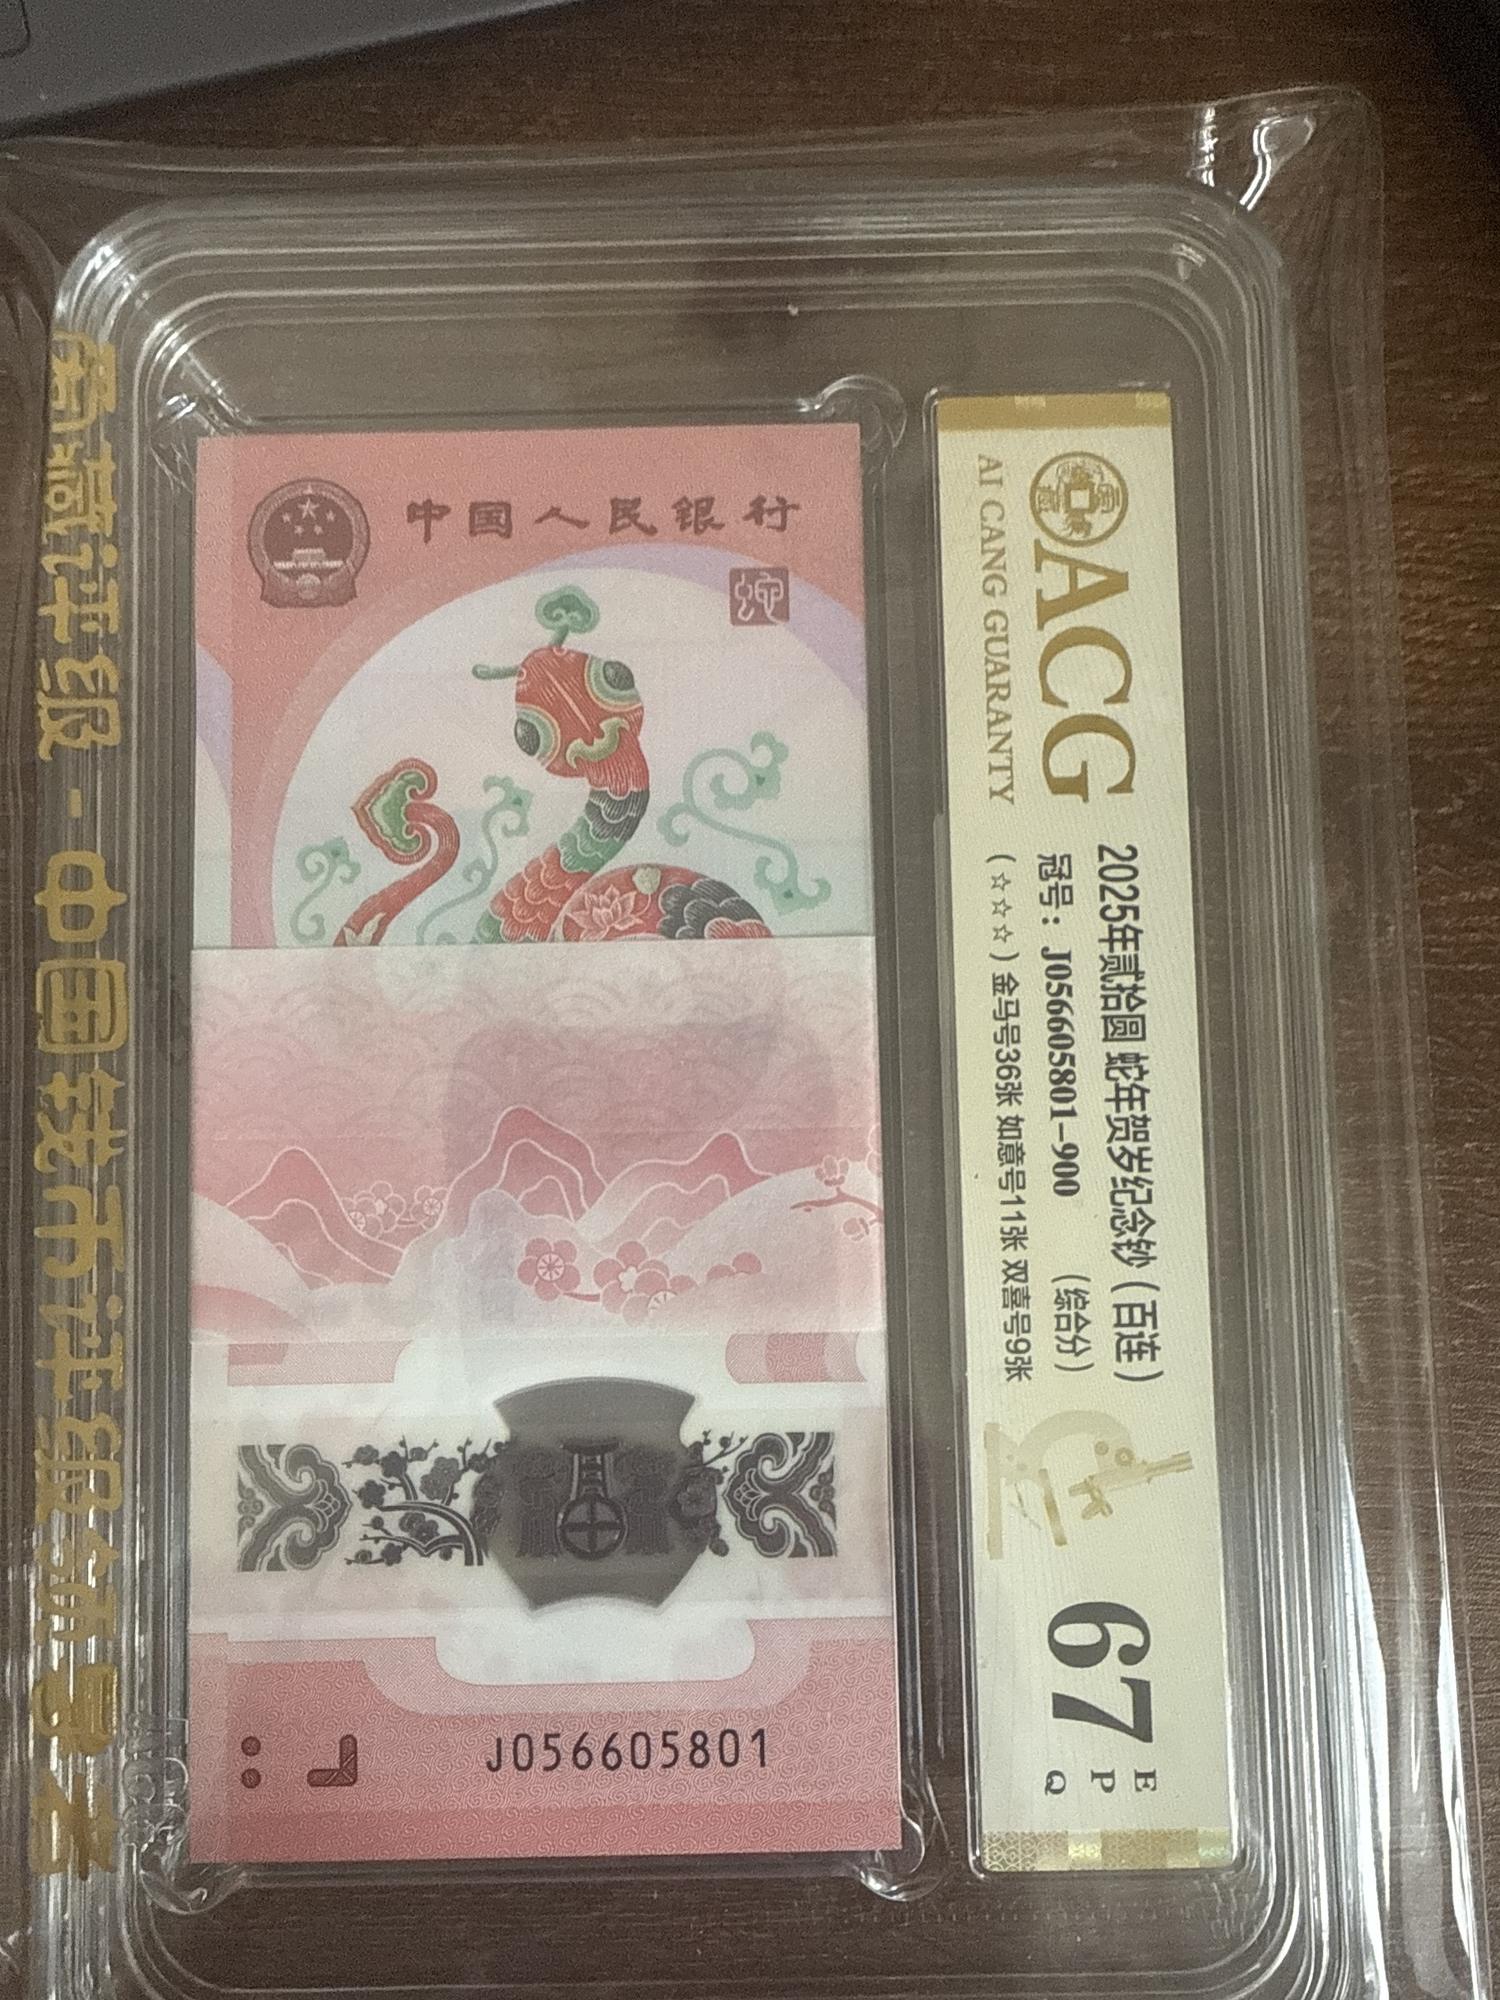 爱藏评级 - 中国钱币评级领导者
中国人民银行
蛇
J056605801
ACG
AI CANG GUARANTY
2025年贰拾圆 蛇年贺岁纪念钞（百连）
冠号：J056605801-900 （综合分）
（☆☆☆）金马号36张 如意号11张 双喜号9张
67
E
P
Q